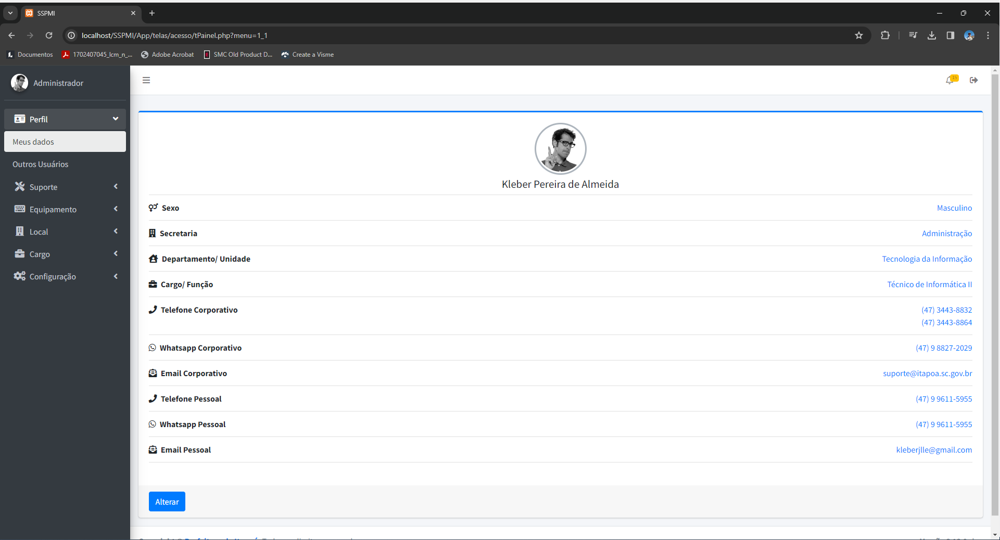 SSPMI
localhost/SSPMI/App/telas/acesso/tPainel.php?menu=1_1
Documentos
1702407045_lcm_n_...
Adobe Acrobat
SMC Old Product D...
Create a Visme
Administrador
15
Perfil
Meus dados
Outros Usuários
Suporte
Equipamento
Local
Cargo
Configuração
Kleber Pereira de Almeida
Sexo Masculino
Secretaria Administração
Departamento/ Unidade Tecnologia da Informação
Cargo/ Função Técnico de Informática II
Telefone Corporativo (47) 3443-8832
(47) 3443-8864
Whatsapp Corporativo (47) 9 8827-2029
Email Corporativo suporte@itapoa.sc.gov.br
Telefone Pessoal (47) 9 9611-5955
Whatsapp Pessoal (47) 9 9611-5955
Email Pessoal kleberjlle@gmail.com
Alterar